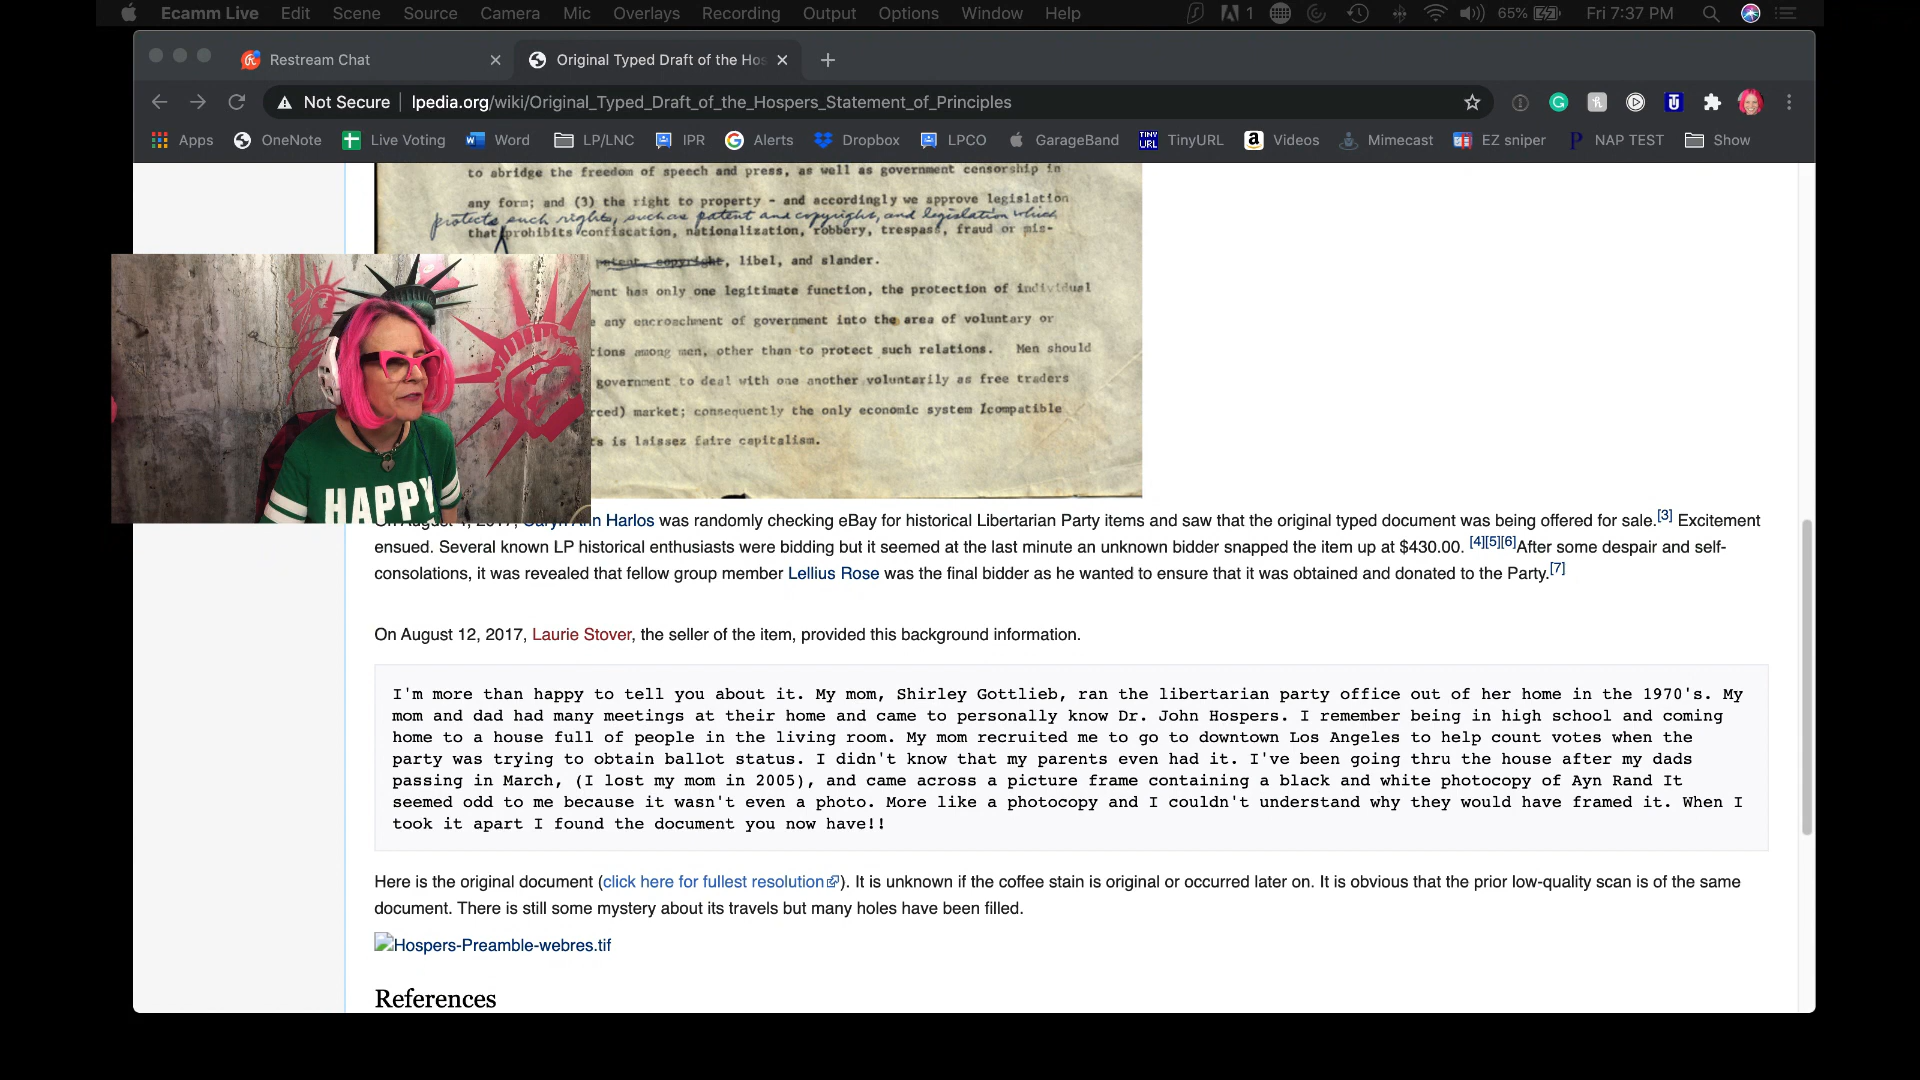 Ecamm Live Edit Scene Source Camera Mic Overlays Recording Output Options Window Help 1 65% Fri 7:37 PM
Restream Chat Original Typed Draft of the Hos
Not Secure lpedia.org/wiki/Original_Typed_Draft_of_the_Hospers_Statement_of_Principles
Apps OneNote Live Voting Word LP/LNC IPR Alerts Dropbox LPCO GarageBand TINY URL TinyURL Videos Mimecast EZ sniper NAP TEST Show
to abridge the freedom of speech and press, as well as government censorship in
any form; and (3) the right to property - and accordingly we approve legislation
protects such rights, such as patent and copyright, and legislation which
that prohibits confiscation, nationalization, robbery, trespass, fraud or mis-
patent, copyright, libel, and slander.
ment has only one legitimate function, the protection of individual
any encroachment of government into the area of voluntary or
tions among men, other than to protect such relations. Men should
government to deal with one another voluntarily as free traders
rced) market; consequently the only economic system compatible
ts is laissez faire capitalism.
HAPPY
On August 1, 2017, Caryn Ann Harlos was randomly checking eBay for historical Libertarian Party items and saw that the original typed document was being offered for sale.[3] Excitement
ensued. Several known LP historical enthusiasts were bidding but it seemed at the last minute an unknown bidder snapped the item up at $430.00. [4][5][6]After some despair and self-
consolations, it was revealed that fellow group member Lellius Rose was the final bidder as he wanted to ensure that it was obtained and donated to the Party.[7]
On August 12, 2017, Laurie Stover, the seller of the item, provided this background information.
I'm more than happy to tell you about it. My mom, Shirley Gottlieb, ran the libertarian party office out of her home in the 1970's. My
mom and dad had many meetings at their home and came to personally know Dr. John Hospers. I remember being in high school and coming
home to a house full of people in the living room. My mom recruited me to go to downtown Los Angeles to help count votes when the
party was trying to obtain ballot status. I didn't know that my parents even had it. I've been going thru the house after my dads
passing in March, (I lost my mom in 2005), and came across a picture frame containing a black and white photocopy of Ayn Rand It
seemed odd to me because it wasn't even a photo. More like a photocopy and I couldn't understand why they would have framed it. When I
took it apart I found the document you now have!!
Here is the original document (click here for fullest resolution). It is unknown if the coffee stain is original or occurred later on. It is obvious that the prior low-quality scan is of the same
document. There is still some mystery about its travels but many holes have been filled.
Hospers-Preamble-webres.tif
References